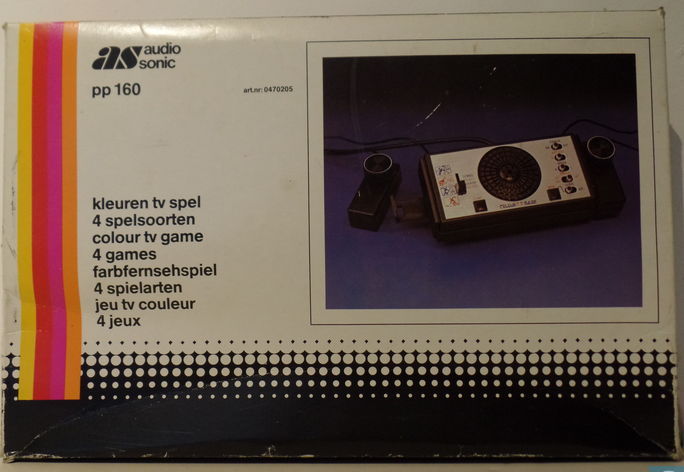 as audio sonic
pp 160
art.nr: 0470205
kleuren tv spel
4 spelsoorten
colour tv game
4 games
farbfernsehspiel
4 spielarten
jeu tv couleur
4 jeux